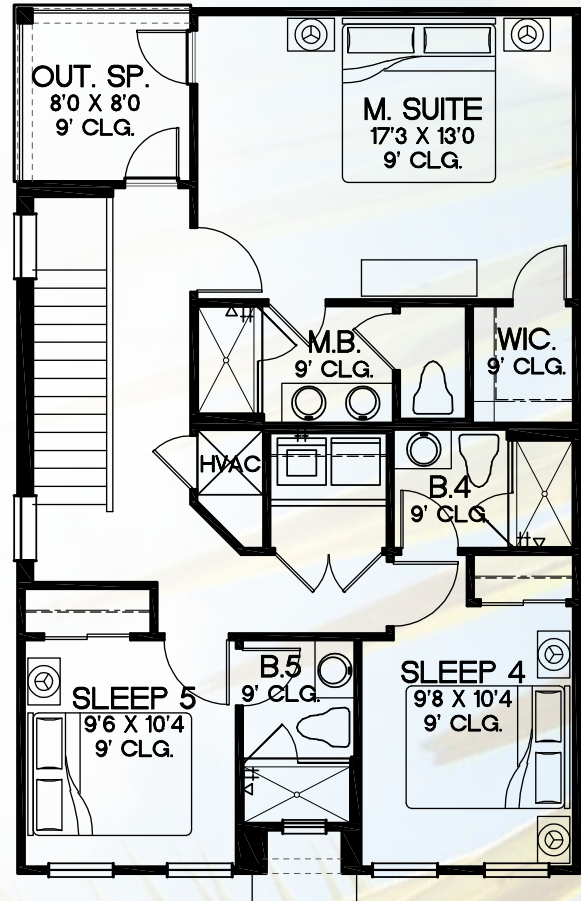 OUT. SP.
8'0 X 8'0
9' CLG.
M. SUITE
17'3 X 13'0
9' CLG.
M.B.
9' CLG.
WIC.
9' CLG.
HVAC
B.4
9' CLG.
B.5
9' CLG.
SLEEP 5
9'6 X 10'4
9' CLG.
SLEEP 4
9'8 X 10'4
9' CLG.